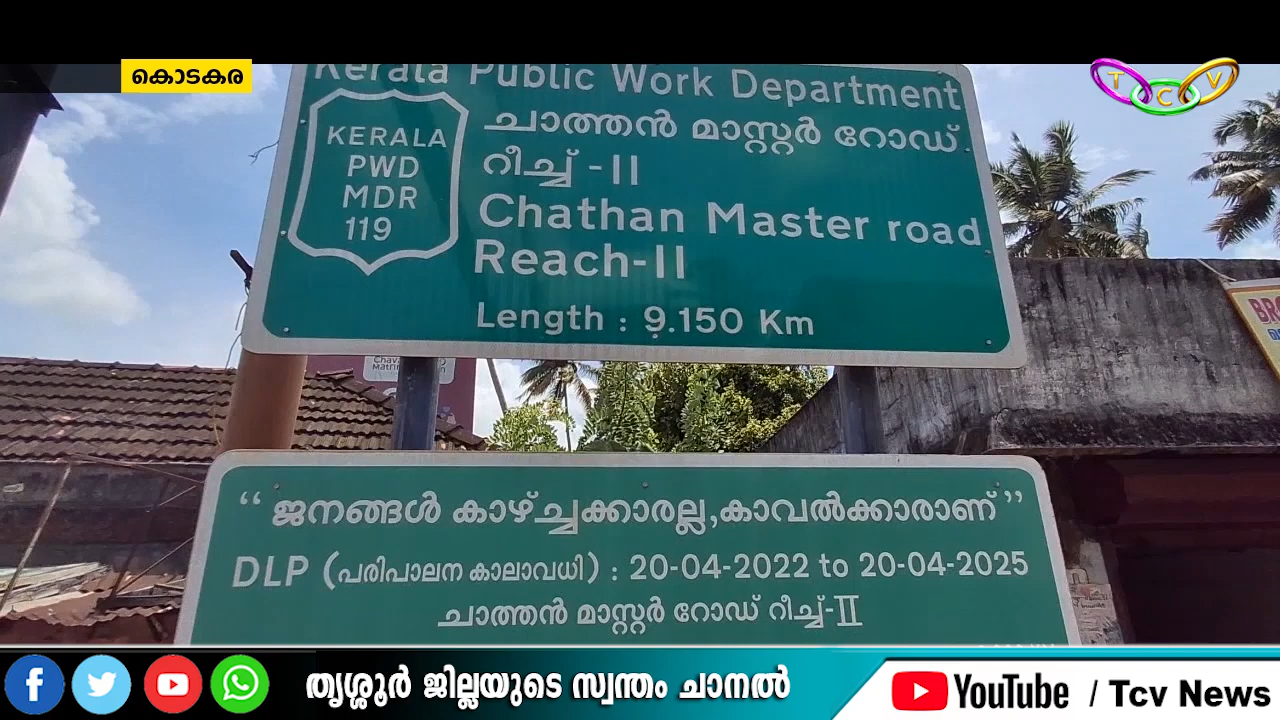 കൊടകര
TCV
Kerala Public Work Department
KERALA
PWD
MDR
119
ചാത്തൻ മാസ്റ്റർ റോഡ്
റീച്ച് -II
Chathan Master road
Reach-II
Length : 9.150 Km
“ ജനങ്ങൾ കാഴ്ച്ചക്കാരല്ല,കാവൽക്കാരാണ് ”
DLP (പരിപാലന കാലാവധി) : 20-04-2022 to 20-04-2025
ചാത്തൻ മാസ്റ്റർ റോഡ് റീച്ച്-II
തൃശ്ശൂർ ജില്ലയുടെ സ്വന്തം ചാനൽ
YouTube / Tcv News